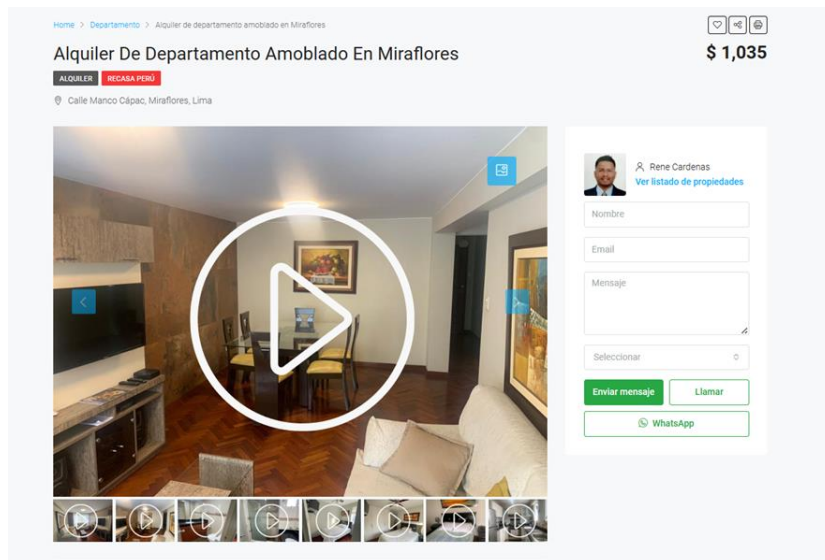 Home > Departamento > Alquiler de departamento amoblado en Miraflores
Alquiler De Departamento Amoblado En Miraflores
$ 1,035
ALQUILER RECASA PERÚ
Calle Manco Cápac, Miraflores, Lima
Rene Cardenas
Ver listado de propiedades
Nombre
Email
Mensaje
Seleccionar
Enviar mensaje
Llamar
WhatsApp